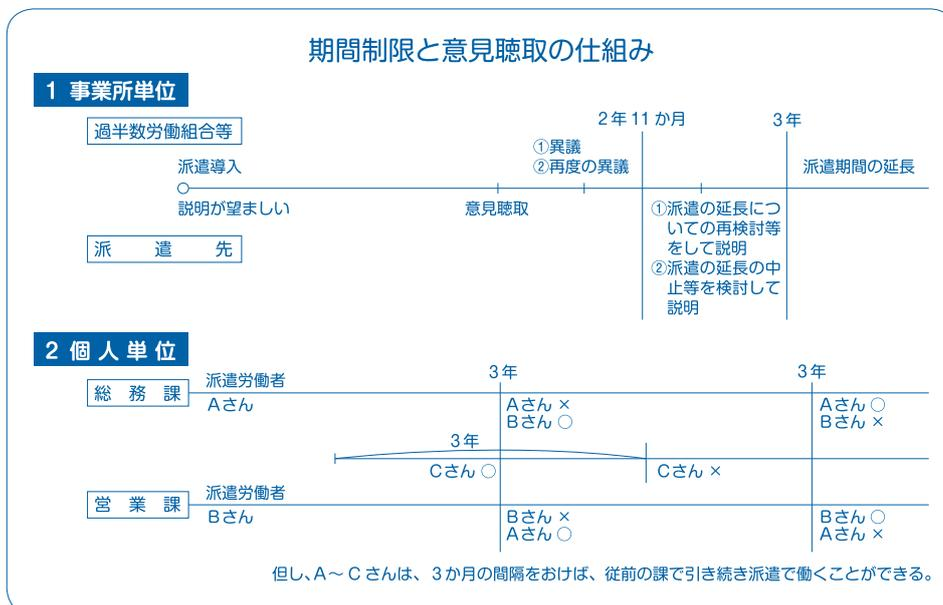 期間制限と意見聴取の仕組み
1 事業所単位
過半数労働組合等
2年11か月
3年
①異議
②再度の異議
派遣導入
派遣期間の延長
説明が望ましい
意見聴取
①派遣の延長につ
いての再検討等
をして説明
②派遣の延長の中
止等を検討して
説明
派遣先
2 個人単位
3年
3年
総務課
派遣労働者
Aさん
Aさん ×
Bさん ○
Aさん ○
Bさん ×
3年
Cさん ○
Cさん ×
営業課
派遣労働者
Bさん
Bさん ×
Aさん ○
Bさん ○
Aさん ×
但し、A～Cさんは、3か月の間隔をおけば、従前の課で引き続き派遣で働くことができる。